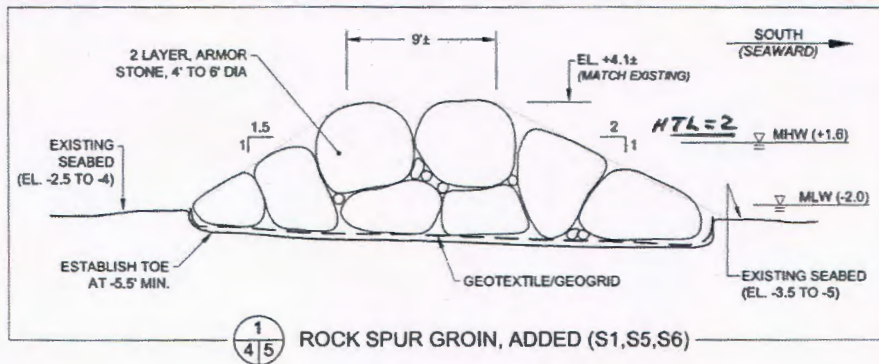 9'±
SOUTH
(SEAWARD)
2 LAYER, ARMOR
STONE, 4' TO 6' DIA
EL. +4.1±
(MATCH EXISTING)
1.5
1
2
1
HTL = 2
MHW (+1.6)
EXISTING
SEABED
(EL. -2.5 TO -4)
MLW (-2.0)
ESTABLISH TOE
AT -5.5' MIN.
GEOTEXTILE/GEOGRID
EXISTING SEABED
(EL. -3.5 TO -5)
1
4 5
ROCK SPUR GROIN, ADDED (S1,S5,S6)